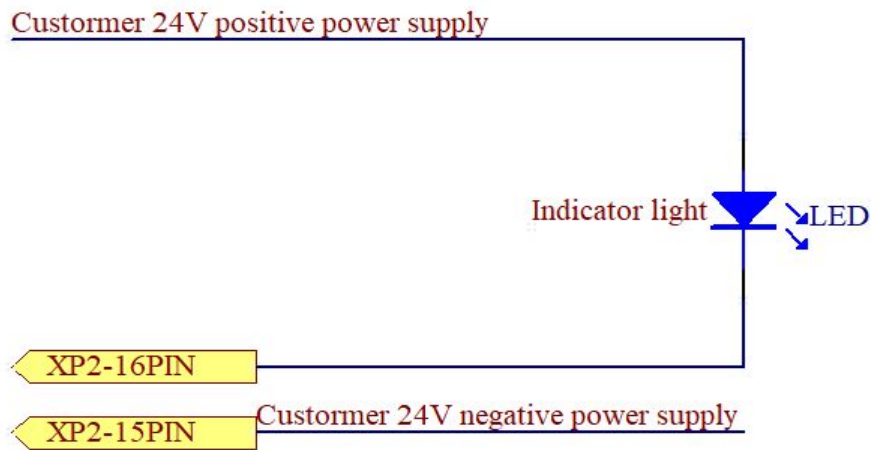 Custormer 24V positive power supply
Indicator light
LED
XP2-16PIN
XP2-15PIN
Custormer 24V negative power supply